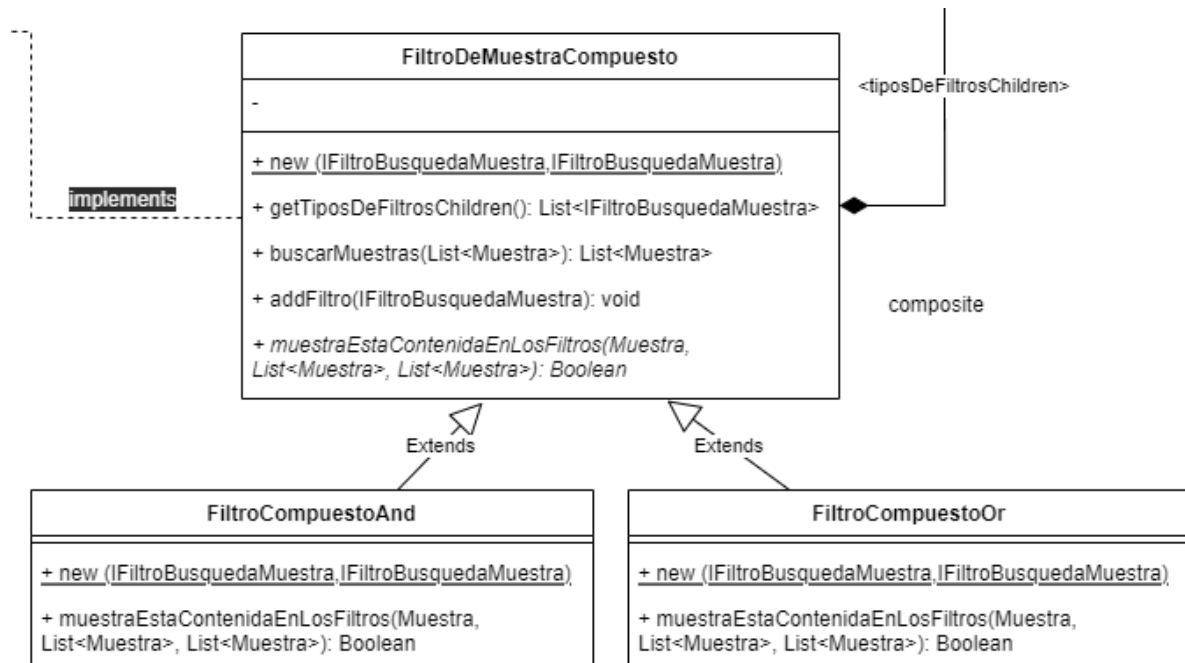 FiltroDeMuestraCompuesto
<tiposDeFiltrosChildren>
-
+ new (IFiltroBusquedaMuestra,IFiltroBusquedaMuestra)
implements
+ getTiposDeFiltrosChildren(): List<IFiltroBusquedaMuestra>
+ buscarMuestras(List<Muestra>): List<Muestra>
+ addFiltro(IFiltroBusquedaMuestra): void
composite
+ muestraEstaContenidaEnLosFiltros(Muestra,
List<Muestra>, List<Muestra>): Boolean
Extends
Extends
FiltroCompuestoAnd
+ new (IFiltroBusquedaMuestra,IFiltroBusquedaMuestra)
+ muestraEstaContenidaEnLosFiltros(Muestra,
List<Muestra>, List<Muestra>): Boolean
FiltroCompuestoOr
+ new (IFiltroBusquedaMuestra,IFiltroBusquedaMuestra)
+ muestraEstaContenidaEnLosFiltros(Muestra,
List<Muestra>, List<Muestra>): Boolean